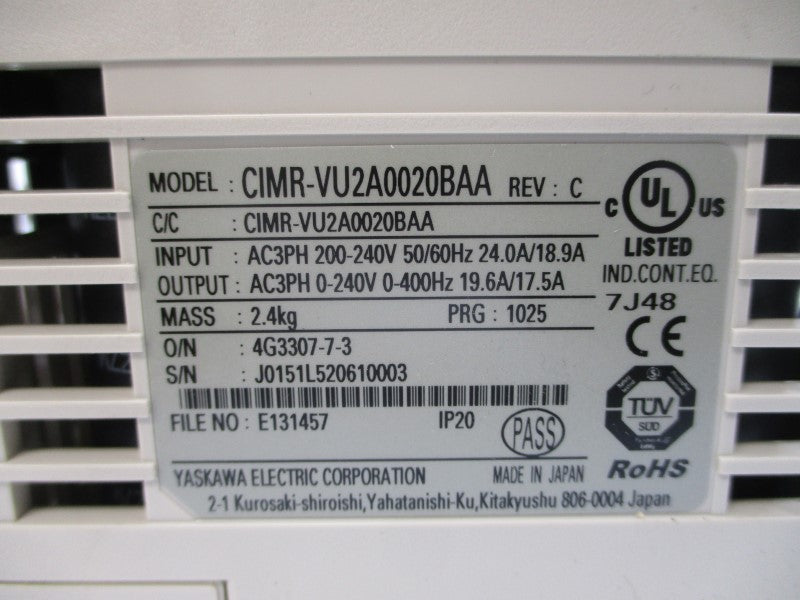 MODEL : CIMR-VU2A0020BAA REV : C
C/C : CIMR-VU2A0020BAA
INPUT : AC3PH 200-240V 50/60Hz 24.0A/18.9A
OUTPUT : AC3PH 0-240V 0-400Hz 19.6A/17.5A
MASS : 2.4kg PRG : 1025
O/N : 4G3307-7-3
S/N : J0151L520610003
FILE NO : E131457 IP20
PASS
YASKAWA ELECTRIC CORPORATION MADE IN JAPAN
2-1 Kurosaki-shiroishi,Yahatanishi-Ku,Kitakyushu 806-0004 Japan
C UL US
LISTED
IND.CONT.EQ.
7J48
CE
TÜV
SÜD
RoHS